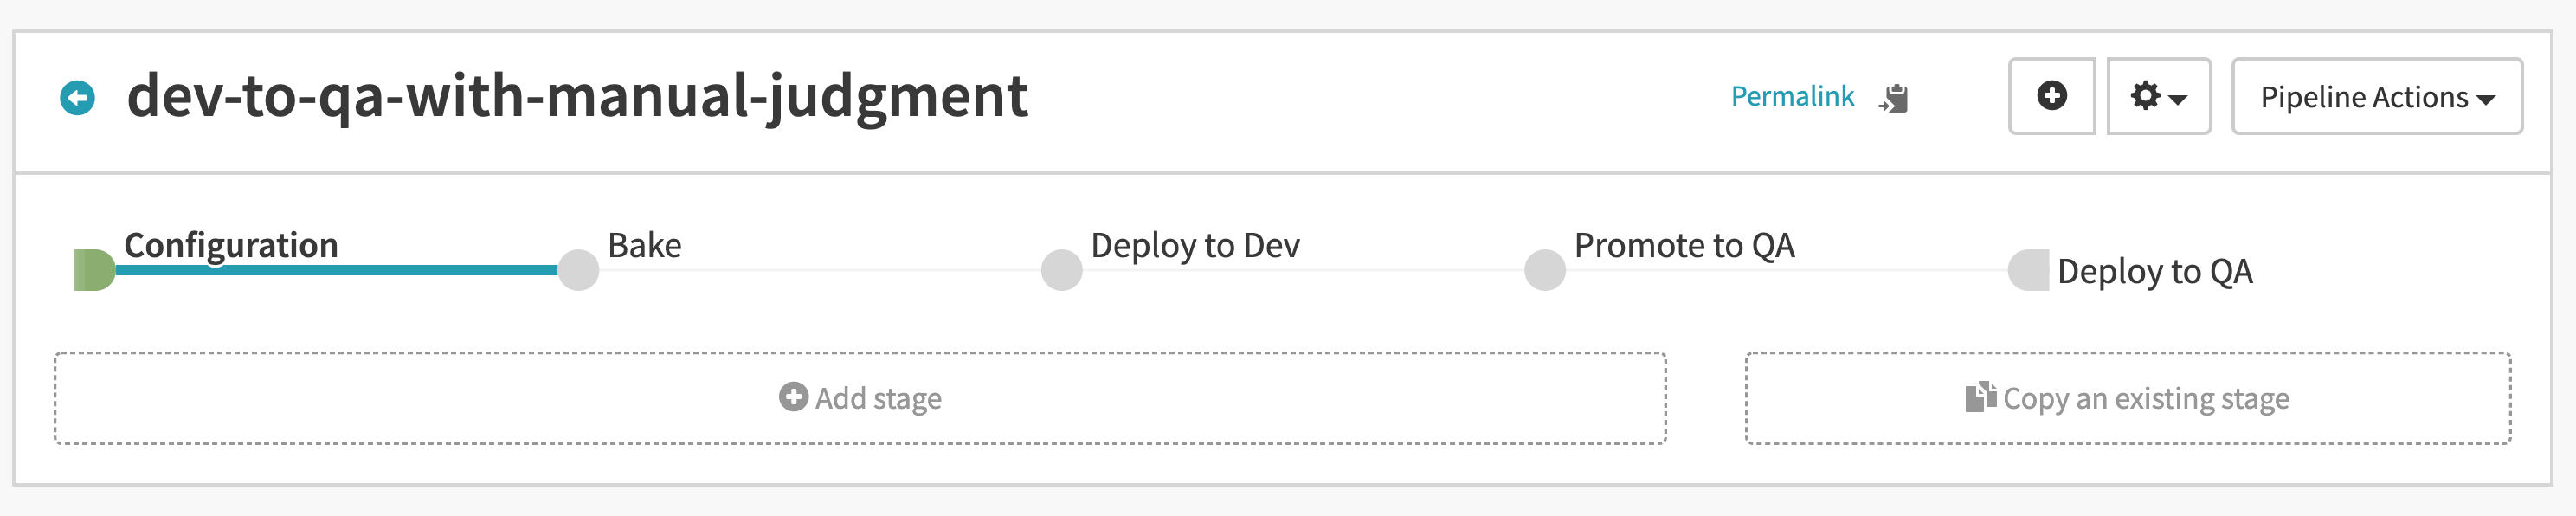 dev-to-qa-with-manual-judgment
Permalink
Pipeline Actions
Configuration
Bake
Deploy to Dev
Promote to QA
Deploy to QA
Add stage
Copy an existing stage